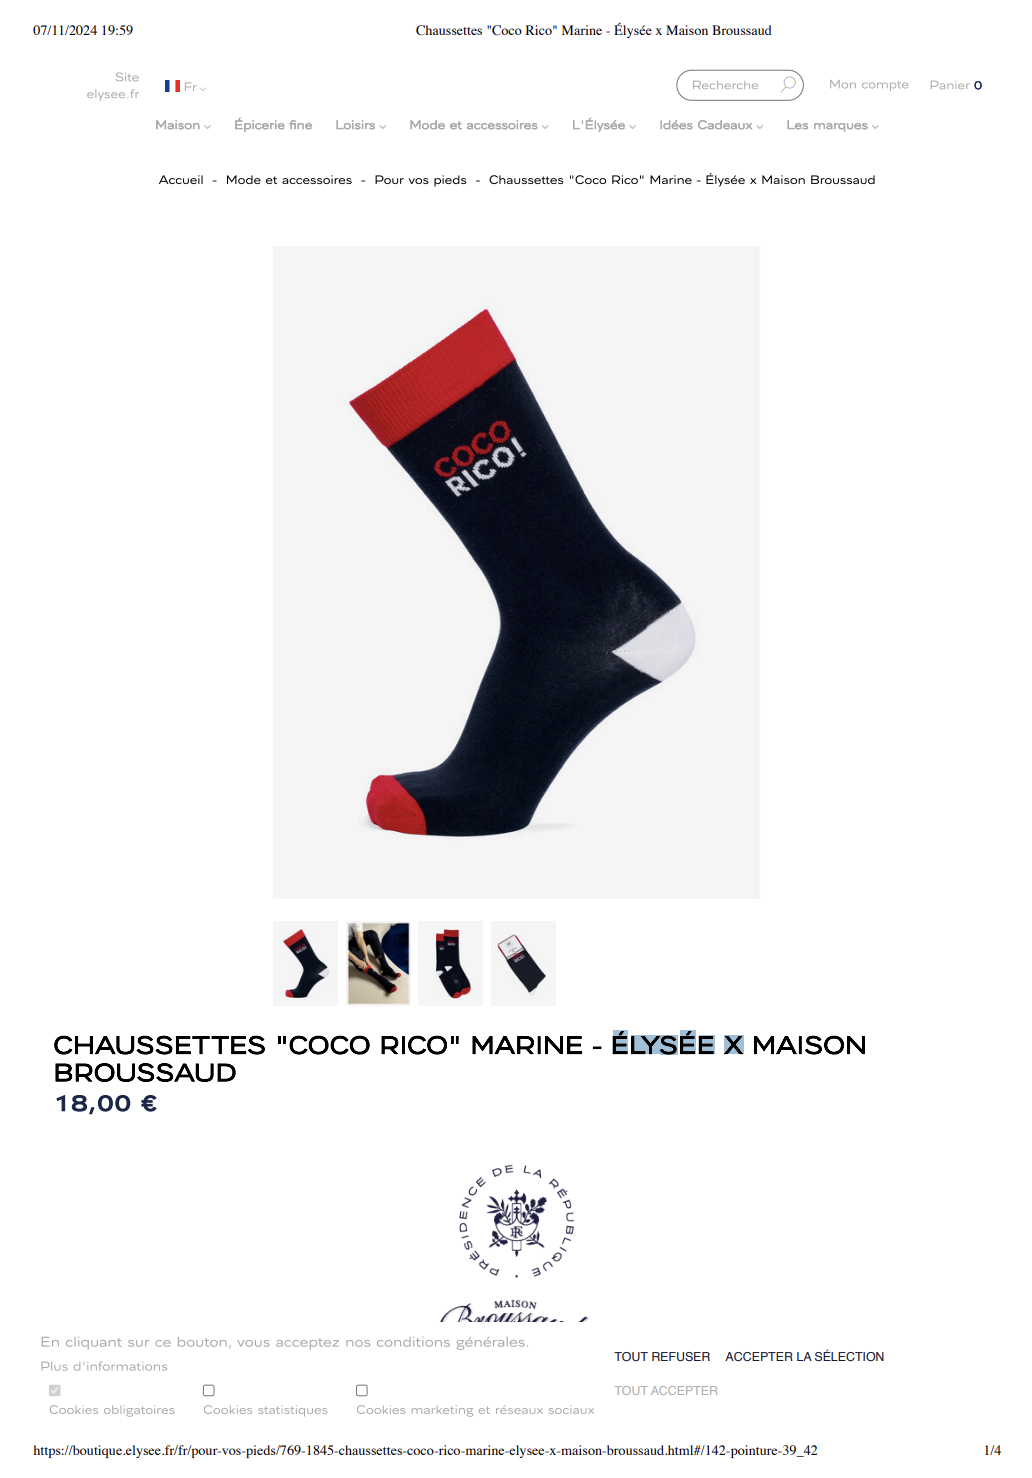 07/11/2024 19:59
Chaussettes "Coco Rico" Marine - Élysée x Maison Broussaud
Site
elysee.fr
Fr
Recherche
Mon compte
Panier 0
Maison
Épicerie fine
Loisirs
Mode et accessoires
L'Élysée
Idées Cadeaux
Les marques
Accueil - Mode et accessoires - Pour vos pieds - Chaussettes "Coco Rico" Marine - Élysée x Maison Broussaud
COCO
RICO!
CHAUSSETTES "COCO RICO" MARINE - ÉLYSÉE X MAISON
BROUSSAUD
18,00 €
PRÉSIDENCE DE LA RÉPUBLIQUE
RF
MAISON
Broussaud
En cliquant sur ce bouton, vous acceptez nos conditions générales.
Plus d'informations
Cookies obligatoires
Cookies statistiques
Cookies marketing et réseaux sociaux
TOUT REFUSER
ACCEPTER LA SÉLECTION
TOUT ACCEPTER
https://boutique.elysee.fr/fr/pour-vos-pieds/769-1845-chaussettes-coco-rico-marine-elysee-x-maison-broussaud.html#/142-pointure-39_42
1/4